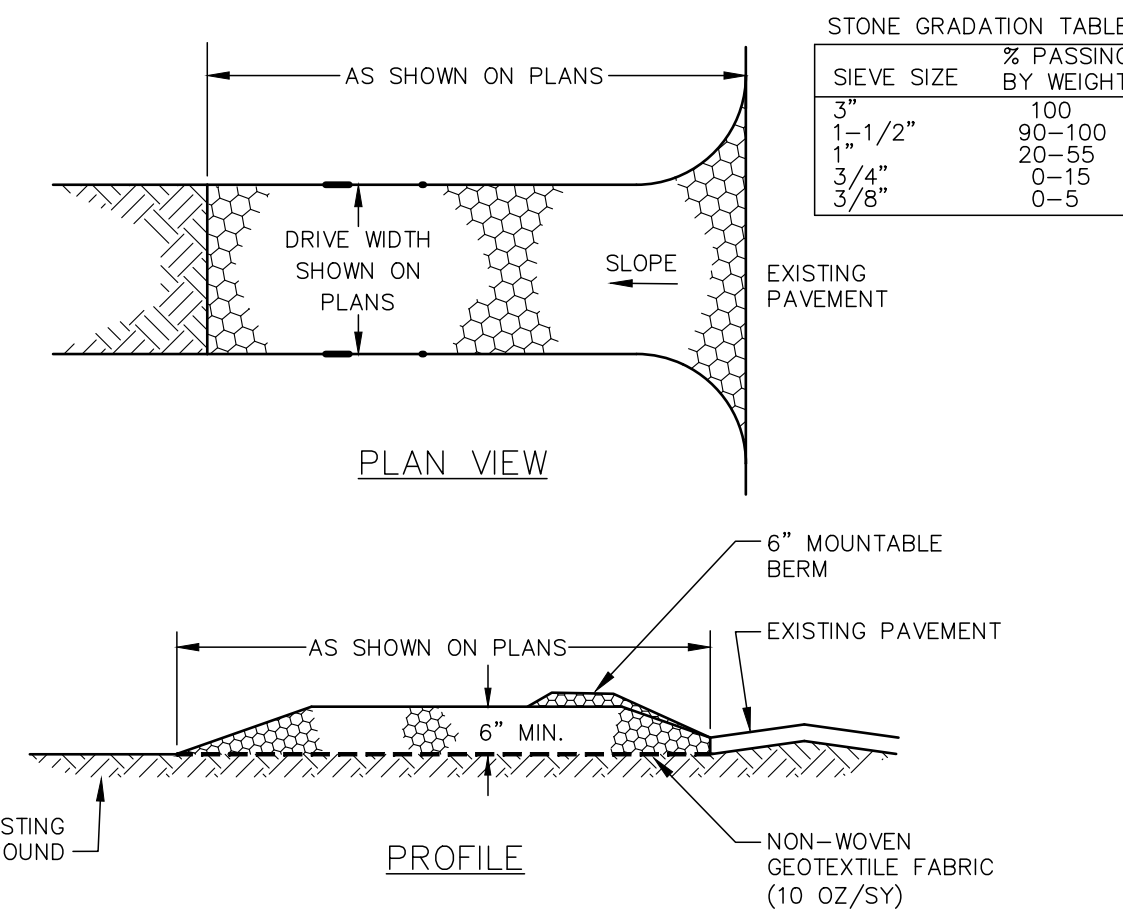 STONE GRADATION TABLE
SIEVE SIZE % PASSING BY WEIGHT
3” 100
1-1/2” 90-100
1” 20-55
3/4” 0-15
3/8” 0-5
AS SHOWN ON PLANS
DRIVE WIDTH
SHOWN ON
PLANS
SLOPE
EXISTING
PAVEMENT
PLAN VIEW
6” MOUNTABLE
BERM
EXISTING PAVEMENT
AS SHOWN ON PLANS
6” MIN.
STING
OUND
NON-WOVEN
GEOTEXTILE FABRIC
(10 OZ/SY)
PROFILE